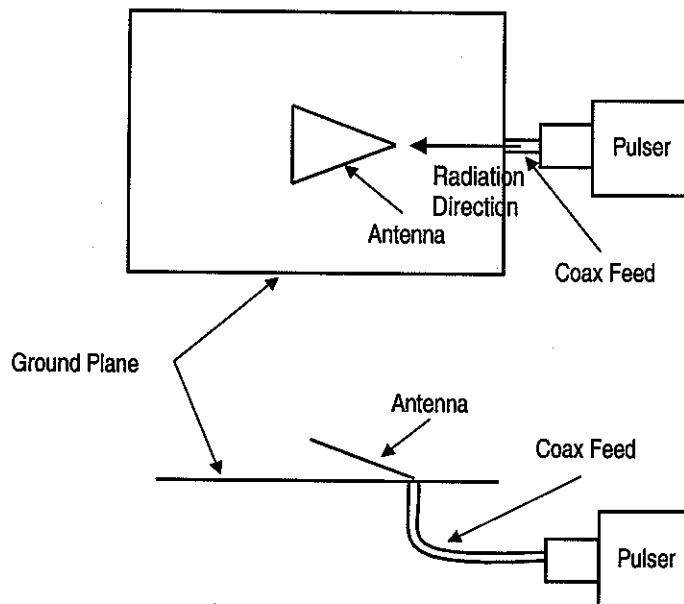 Pulser
Radiation
Direction
Antenna
Coax Feed
Ground Plane
Antenna
Coax Feed
Pulser